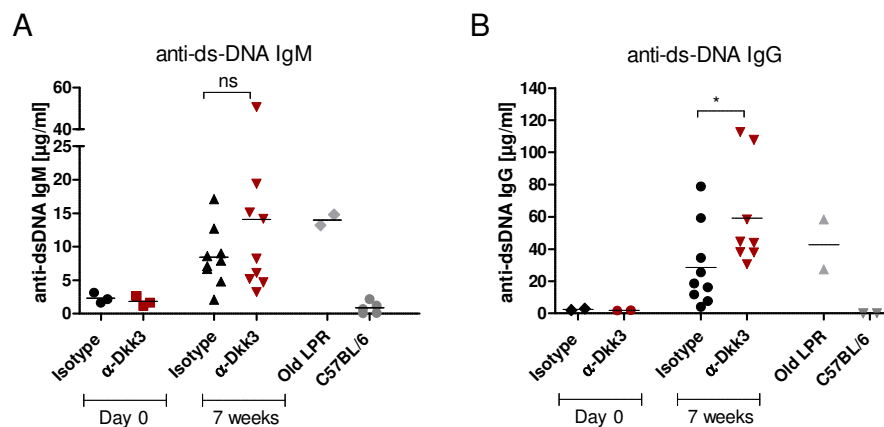 A
anti-ds-DNA IgM
anti-dsDNA IgM [µg/ml]
60
40
25
20
15
10
5
0
ns
Isotype
α-Dkk3
Isotype
α-Dkk3
Old LPR
C57BL/6
Day 0
7 weeks
B
anti-ds-DNA IgG
anti-dsDNA IgG [µg/ml]
140
120
100
80
60
40
20
0
*
Isotype
α-Dkk3
Isotype
α-Dkk3
Old LPR
C57BL/6
Day 0
7 weeks